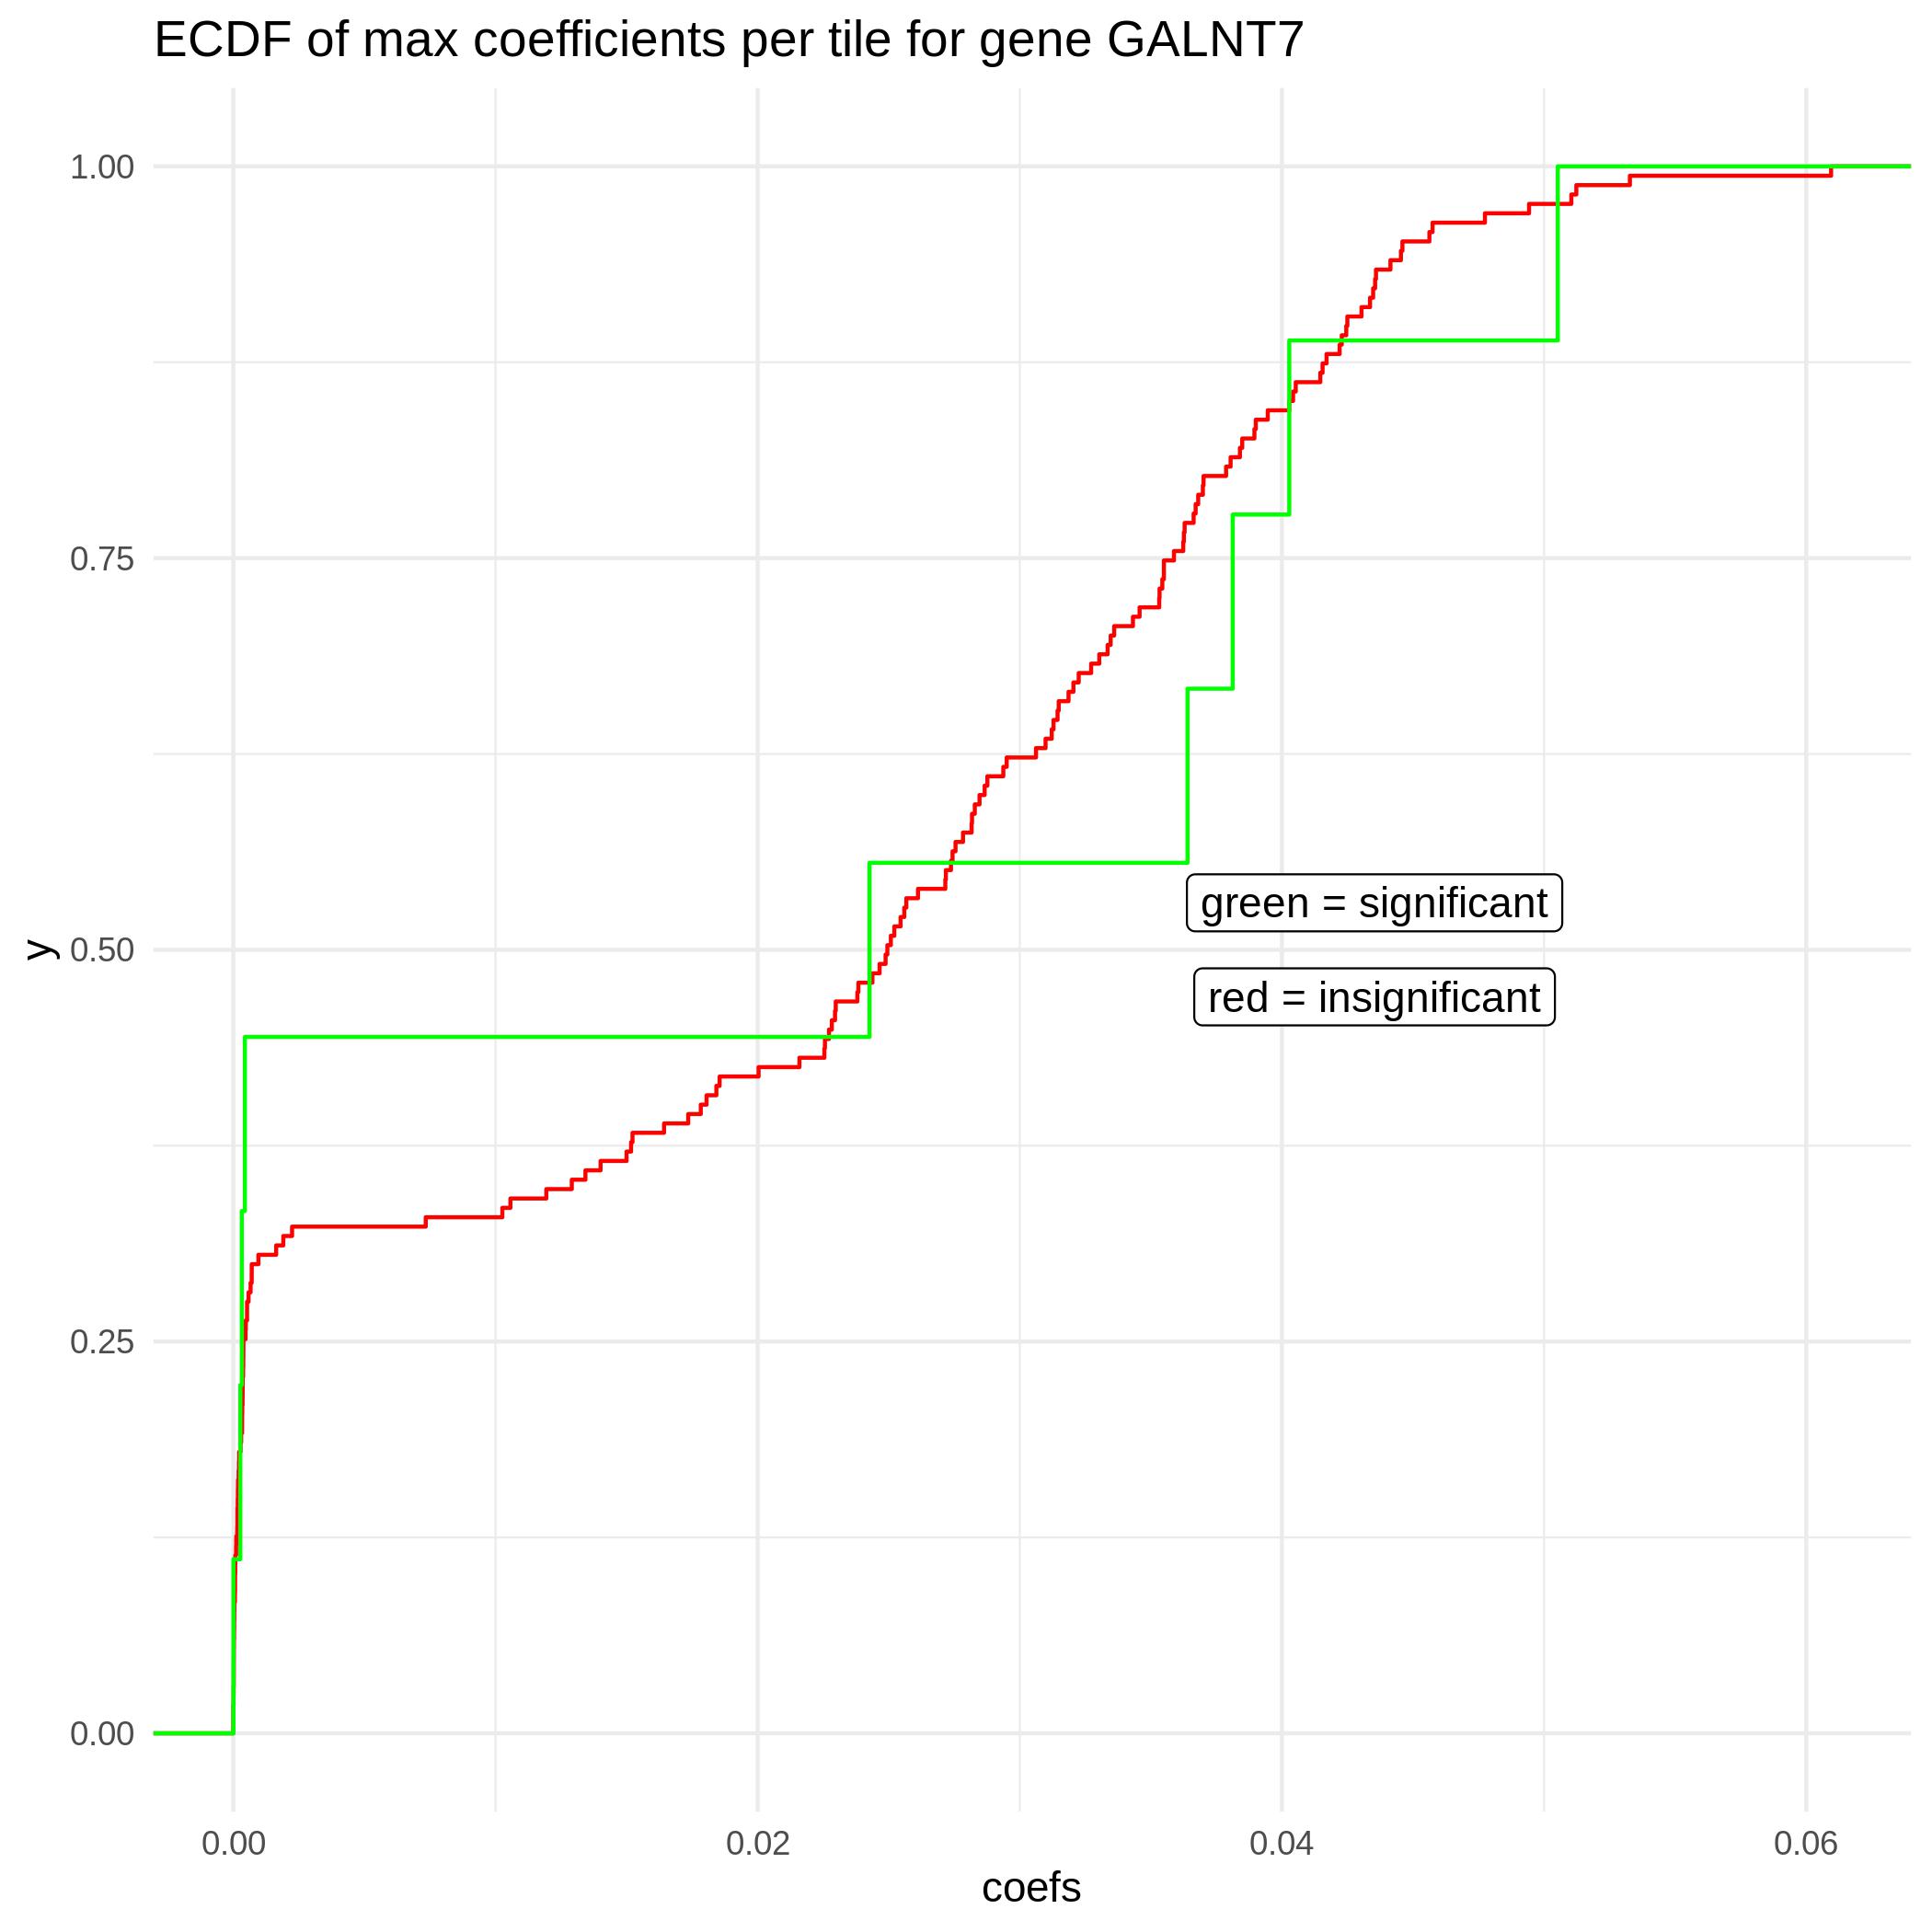 ECDF of max coefficients per tile for gene GALNT7
1.00
0.75
0.50
0.25
0.00
y
green = significant
red = insignificant
0.00 0.02 0.04 0.06
coefs